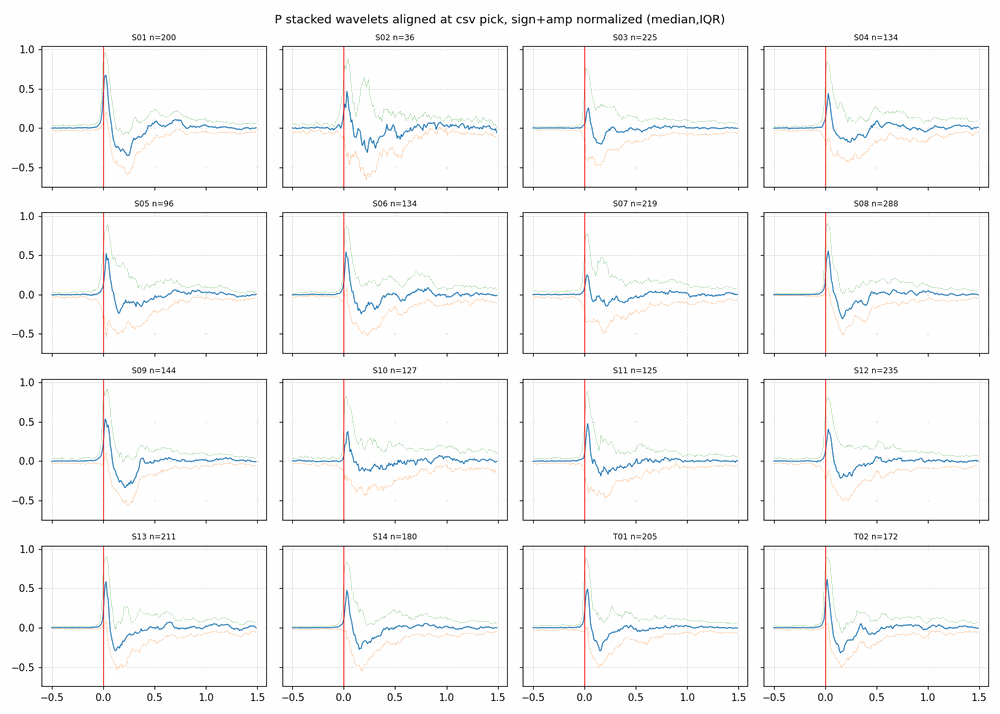 P stacked wavelets aligned at csv pick, sign+amp normalized (median,IQR)
S01 n=200
S02 n=36
S03 n=225
S04 n=134
1.0
0.5
0.0
−0.5
S05 n=96
S06 n=134
S07 n=219
S08 n=288
1.0
0.5
0.0
−0.5
S09 n=144
S10 n=127
S11 n=125
S12 n=235
1.0
0.5
0.0
−0.5
S13 n=211
S14 n=180
T01 n=205
T02 n=172
1.0
0.5
0.0
−0.5
−0.5 0.0 0.5 1.0 1.5
−0.5 0.0 0.5 1.0 1.5
−0.5 0.0 0.5 1.0 1.5
−0.5 0.0 0.5 1.0 1.5